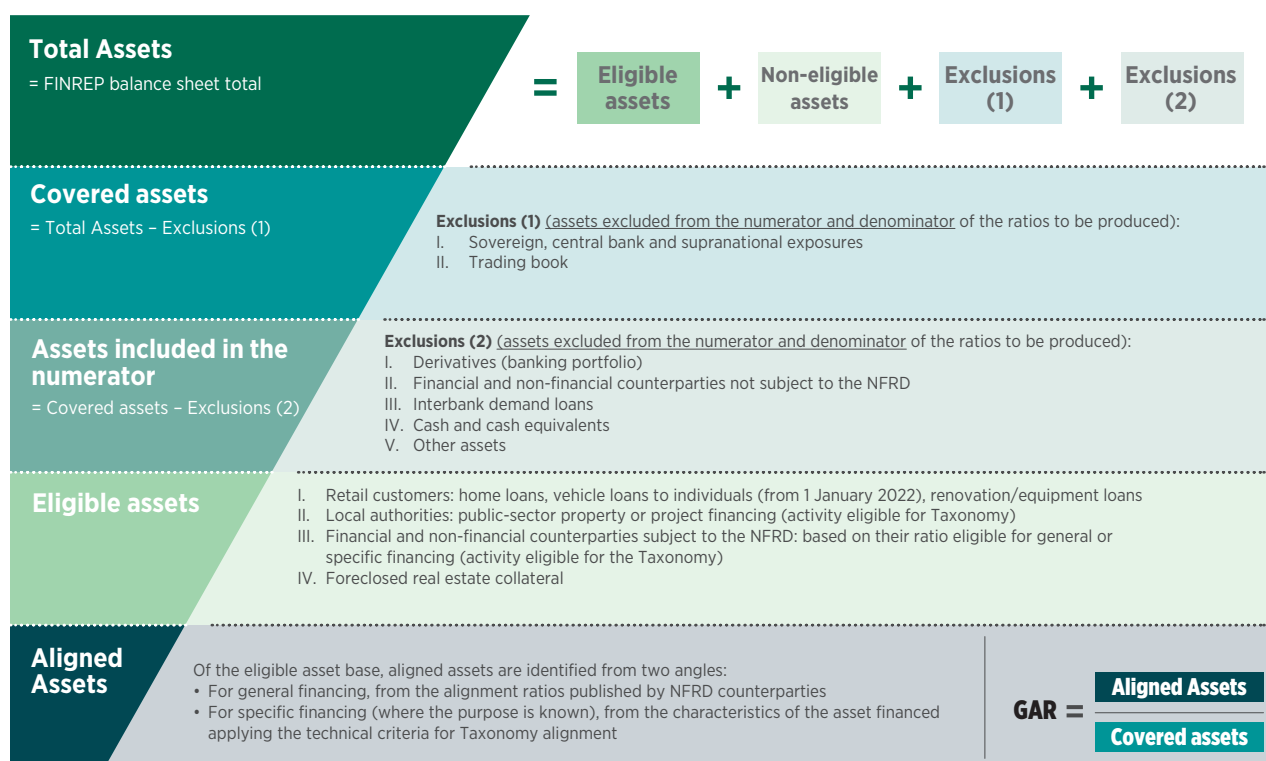 Total Assets
= FINREP balance sheet total
= Eligible assets + Non-eligible assets + Exclusions (1) + Exclusions (2)
Covered assets
= Total Assets – Exclusions (1)
Exclusions (1) (assets excluded from the numerator and denominator of the ratios to be produced):
I. Sovereign, central bank and supranational exposures
II. Trading book
Assets included in the
numerator
= Covered assets – Exclusions (2)
Exclusions (2) (assets excluded from the numerator and denominator of the ratios to be produced):
I. Derivatives (banking portfolio)
II. Financial and non-financial counterparties not subject to the NFRD
III. Interbank demand loans
IV. Cash and cash equivalents
V. Other assets
Eligible assets
I. Retail customers: home loans, vehicle loans to individuals (from 1 January 2022), renovation/equipment loans
II. Local authorities: public-sector property or project financing (activity eligible for Taxonomy)
III. Financial and non-financial counterparties subject to the NFRD: based on their ratio eligible for general or
specific financing (activity eligible for the Taxonomy)
IV. Foreclosed real estate collateral
Aligned
Assets
Of the eligible asset base, aligned assets are identified from two angles:
• For general financing, from the alignment ratios published by NFRD counterparties
• For specific financing (where the purpose is known), from the characteristics of the asset financed
applying the technical criteria for Taxonomy alignment
GAR =
Aligned Assets
Covered assets